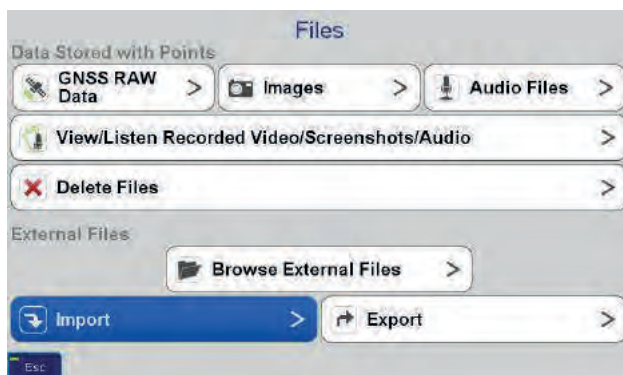 Files
Data Stored with Points
GNSS RAW
Data
Images
Audio Files
View/Listen Recorded Video/Screenshots/Audio
Delete Files
External Files
Browse External Files
Import
Export
Esc